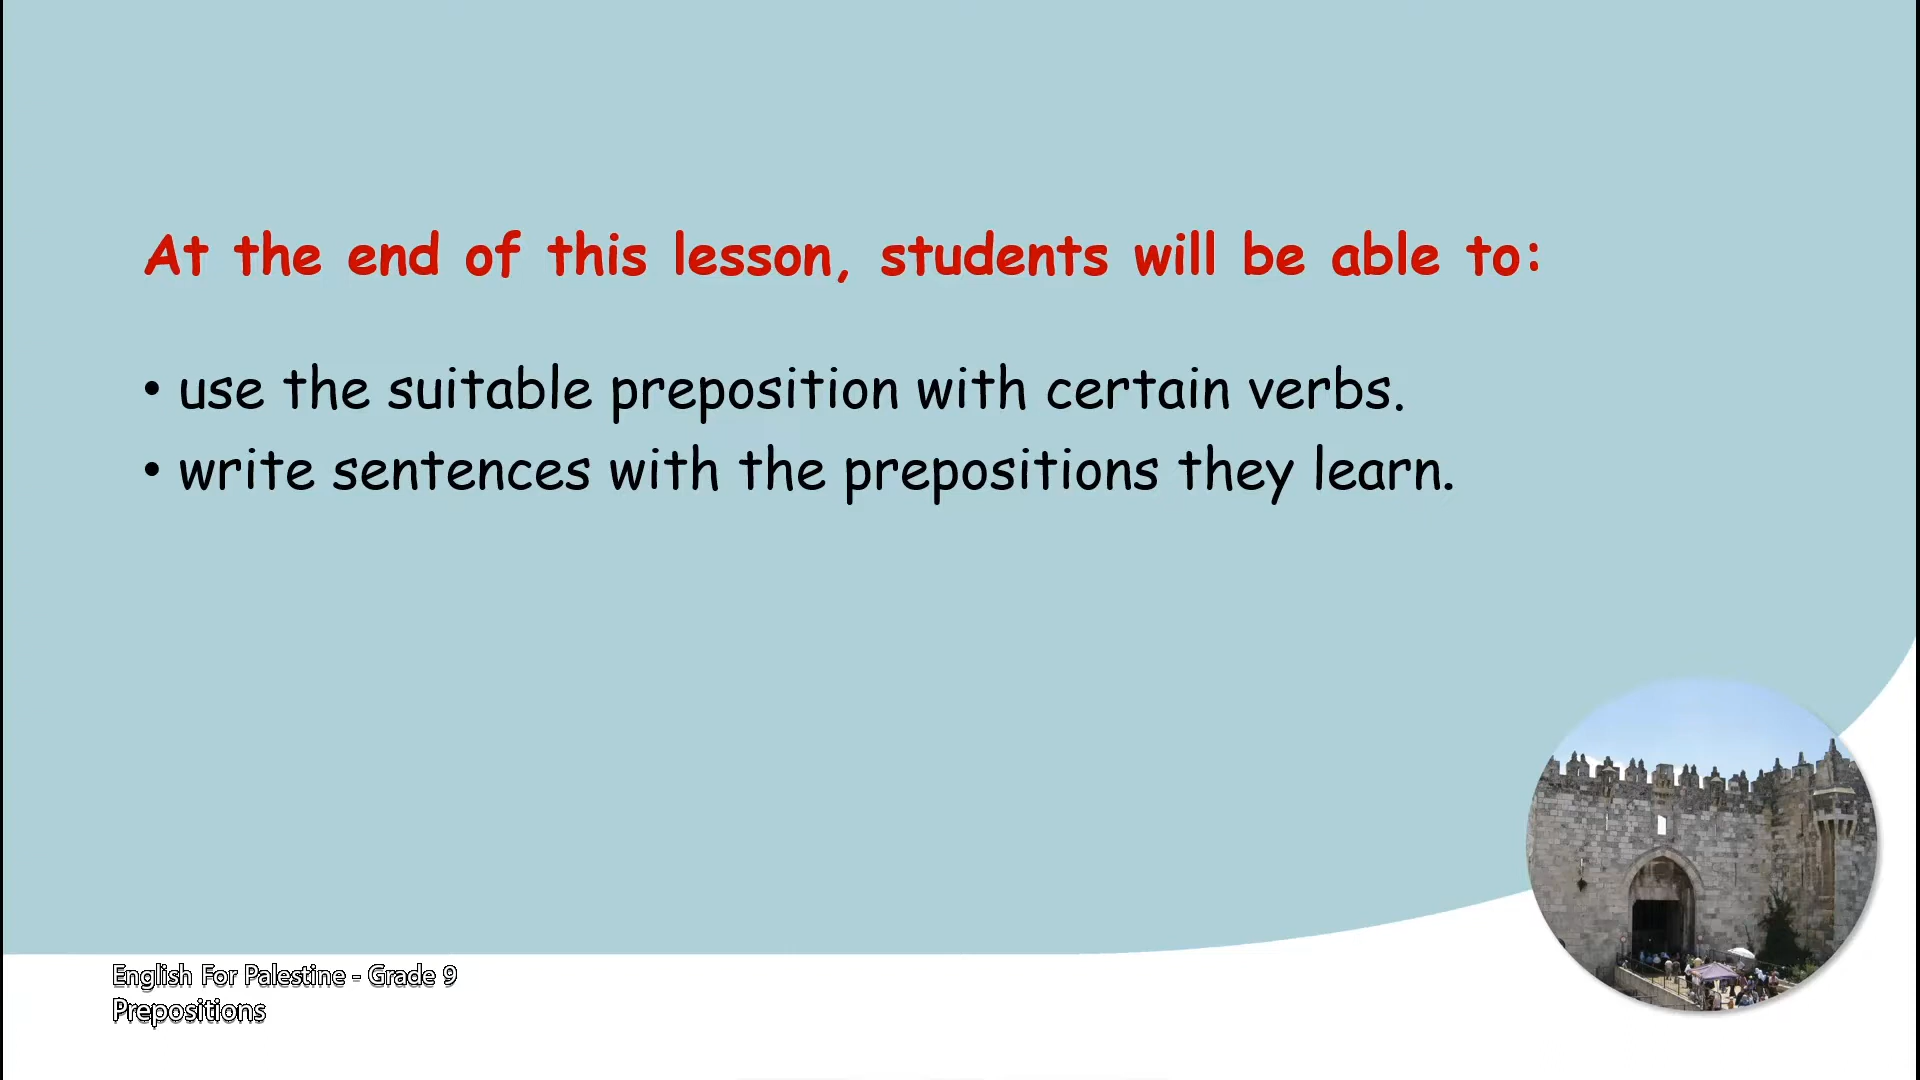 At the end of this lesson, students will be able to:
• use the suitable preposition with certain verbs.
• write sentences with the prepositions they learn.
English For Palestine - Grade 9
Prepositions